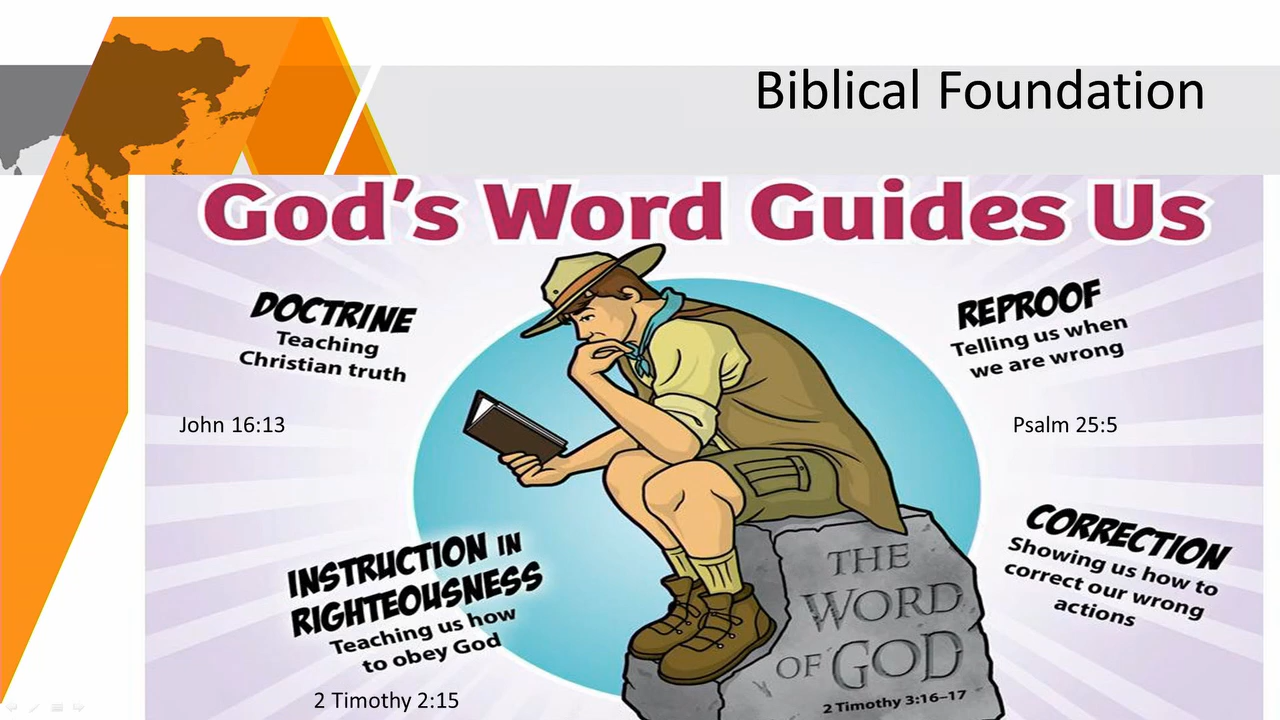 Biblical Foundation
God's Word Guides Us
DOCTRINE
Teaching
Christian truth
John 16:13
REPROOF
Telling us when
we are wrong
Psalm 25:5
INSTRUCTION IN
RIGHTEOUSNESS
Teaching us how
to obey God
2 Timothy 2:15
CORRECTION
Showing us how to
correct our wrong
actions
THE
WORD
OF GOD
2 Timothy 3:16–17